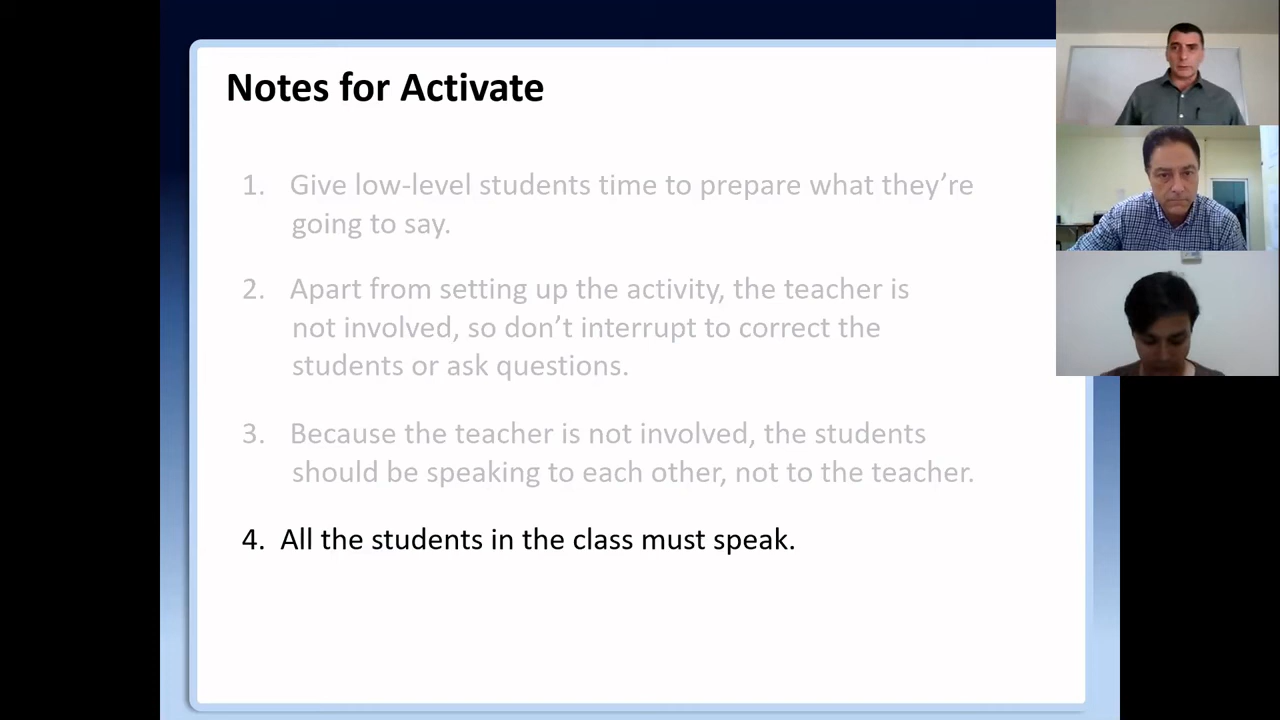 Notes for Activate
1. Give low-level students time to prepare what they’re
going to say.
2. Apart from setting up the activity, the teacher is
not involved, so don’t interrupt to correct the
students or ask questions.
3. Because the teacher is not involved, the students
should be speaking to each other, not to the teacher.
4. All the students in the class must speak.